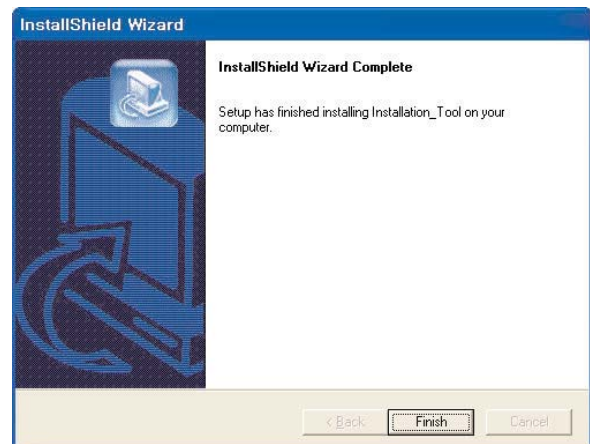 InstallShield Wizard
InstallShield Wizard Complete
Setup has finished installing Installation_Tool on your
computer.
< Back
Finish
Cancel